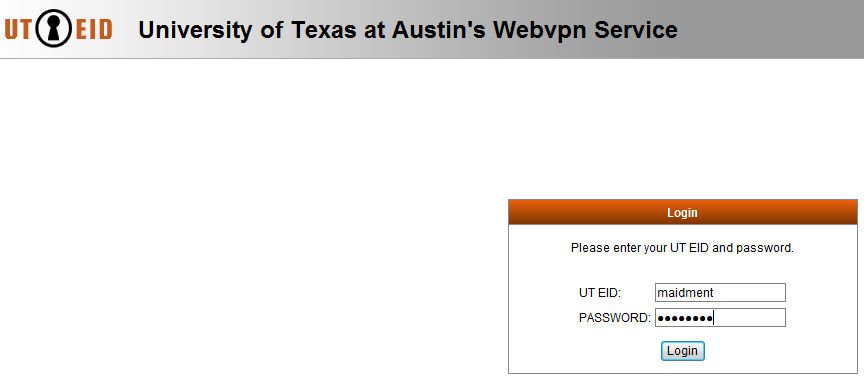 UT EID University of Texas at Austin's Webvpn Service
Login
Please enter your UT EID and password.
UT EID: maidment
PASSWORD: ●●●●●●●●
Login